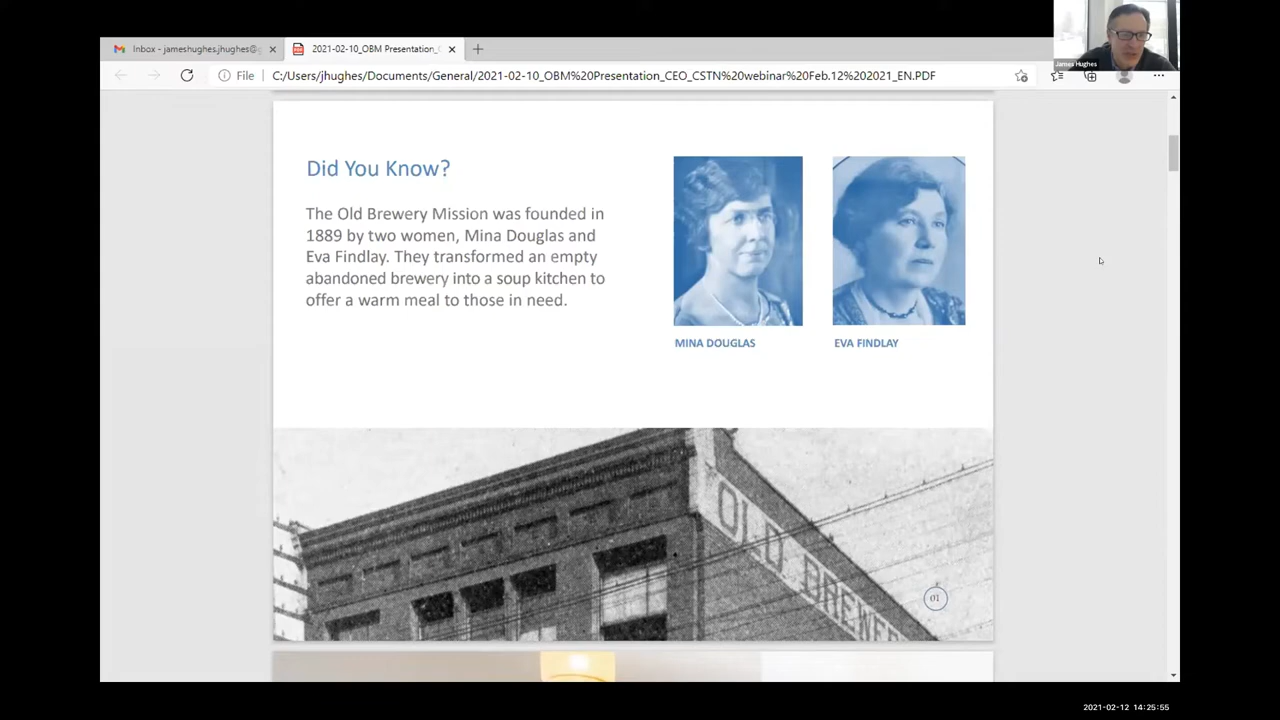 Inbox - jameshughes.jhughes@g
2021-02-10_OBM Presentation_
James Hughes
File
C:/Users/jhughes/Documents/General/2021-02-10_OBM%20Presentation_CEO_CSTN%20webinar%20Feb.12%202021_EN.PDF
Did You Know?
The Old Brewery Mission was founded in
1889 by two women, Mina Douglas and
Eva Findlay. They transformed an empty
abandoned brewery into a soup kitchen to
offer a warm meal to those in need.
MINA DOUGLAS
EVA FINDLAY
OLD BREWE
01
2021-02-12 14:25:55